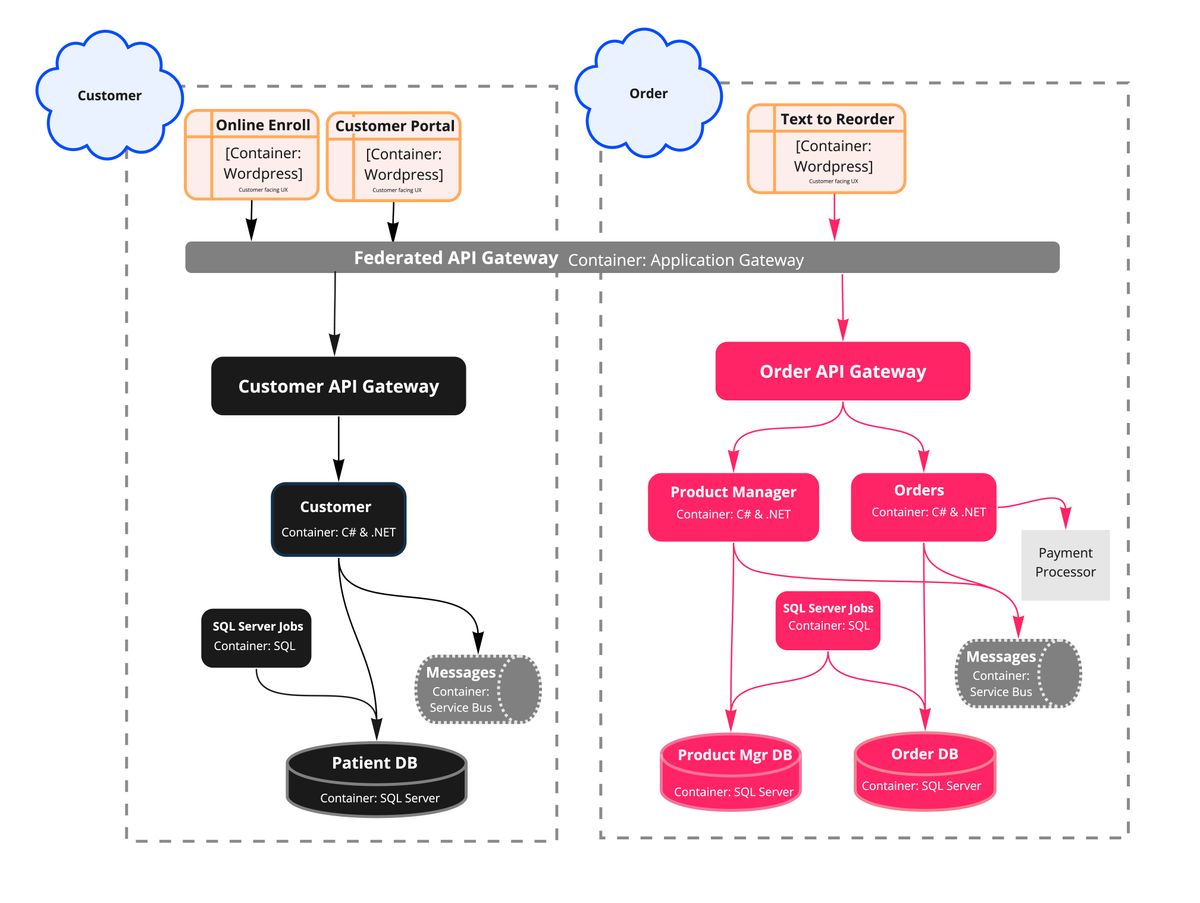 Customer
Order
Online Enroll
[Container:
Wordpress]
Customer facing UX
Customer Portal
[Container:
Wordpress]
Customer facing UX
Text to Reorder
[Container:
Wordpress]
Customer facing UX
Federated API Gateway Container: Application Gateway
Customer API Gateway
Customer
Container: C# & .NET
SQL Server Jobs
Container: SQL
Messages
Container:
Service Bus
Patient DB
Container: SQL Server
Order API Gateway
Product Manager
Container: C# & .NET
Orders
Container: C# & .NET
Payment
Processor
SQL Server Jobs
Container: SQL
Messages
Container:
Service Bus
Product Mgr DB
Container: SQL Server
Order DB
Container: SQL Server